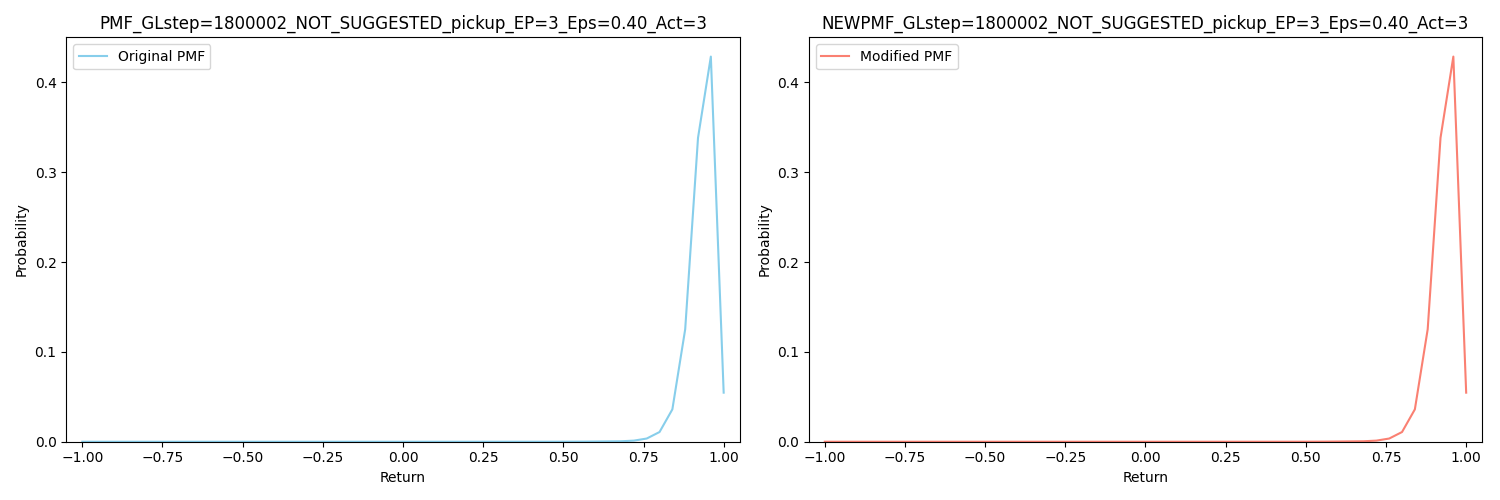 PMF_GLstep=1800002_NOT_SUGGESTED_pickup_EP=3_Eps=0.40_Act=3
Original PMF
Probability
0.4
0.3
0.2
0.1
0.0
−1.00 −0.75 −0.50 −0.25 0.00 0.25 0.50 0.75 1.00
Return
NEWPMF_GLstep=1800002_NOT_SUGGESTED_pickup_EP=3_Eps=0.40_Act=3
Modified PMF
Probability
0.4
0.3
0.2
0.1
0.0
−1.00 −0.75 −0.50 −0.25 0.00 0.25 0.50 0.75 1.00
Return